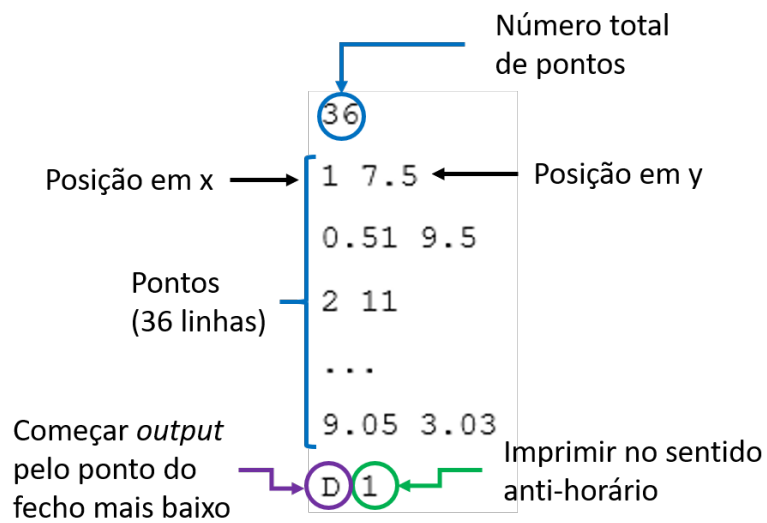 Número total
de pontos
36
Posição em x
1 7.5
Posição em y
0.51 9.5
Pontos
(36 linhas)
2 11
...
9.05 3.03
Começar output
pelo ponto do
fecho mais baixo
D 1
Imprimir no sentido
anti-horário